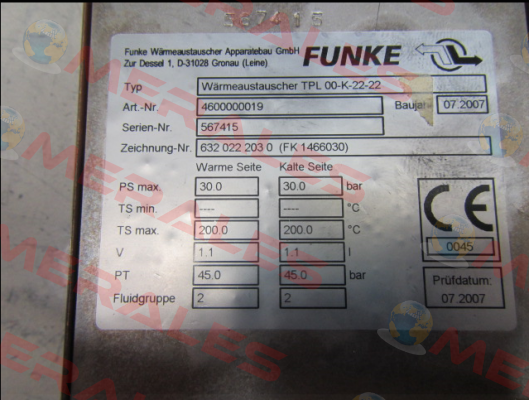 567415
Funke Wärmeaustauscher Apparatebau GmbH
Zur Dessel 1, D-31028 Gronau (Leine)
FUNKE
Typ Wärmeaustauscher TPL 00-K-22-22
Art.-Nr. 4600000019 Baujahr 07.2007
Serien-Nr. 567415
Zeichnung-Nr. 632 022 203 0 (FK 1466030)
Warme Seite Kalte Seite
PS max. 30.0 30.0 bar
TS min. ---- ---- °C
TS max. 200.0 200.0 °C
V 1.1 1.1 l
PT 45.0 45.0 bar
Fluidgruppe 2 2
CE
0045
Prüfdatum:
07.2007
MERALES